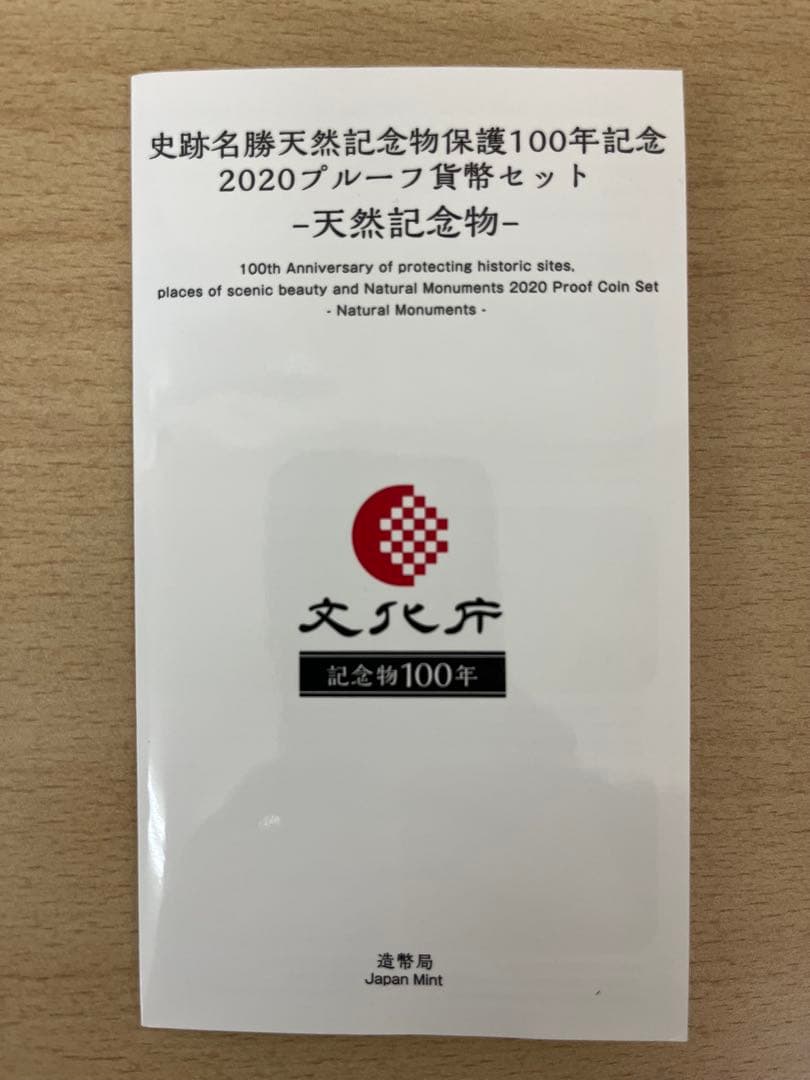 史跡名勝天然記念物保護100年記念
2020プルーフ貨幣セット
-天然記念物-
100th Anniversary of protecting historic sites,
places of scenic beauty and Natural Monuments 2020 Proof Coin Set
- Natural Monuments -
文化庁
記念物100年
造幣局
Japan Mint